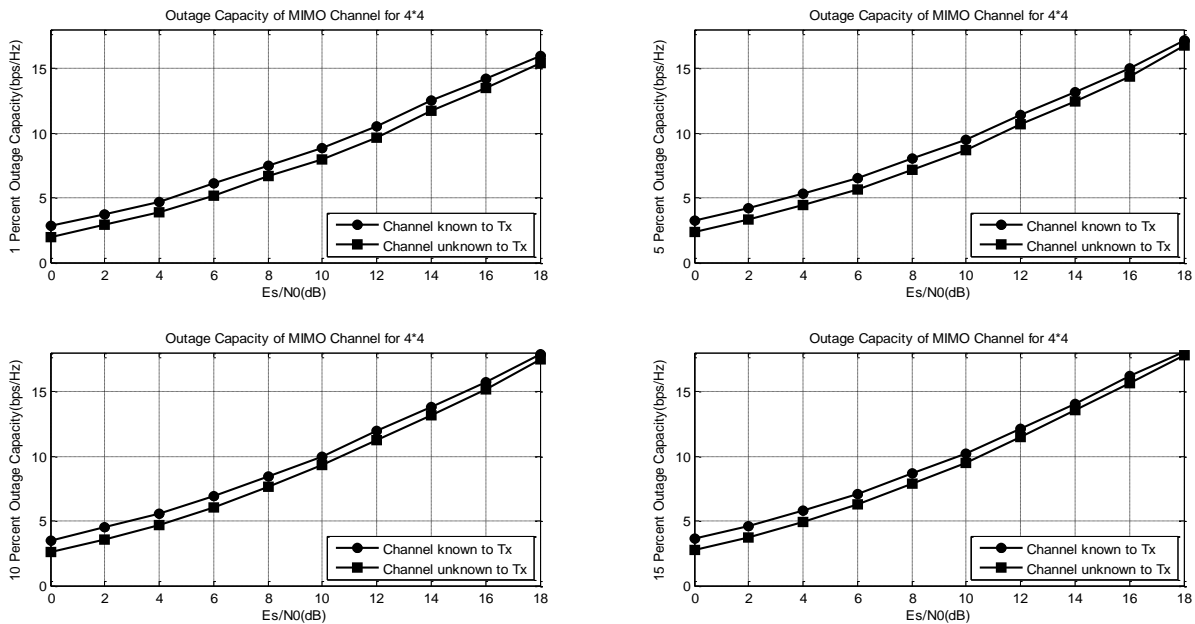 Outage Capacity of MIMO Channel for 4*4
1 Percent Outage Capacity(bps/Hz)
15
10
5
0
Channel known to Tx
Channel unknown to Tx
0 2 4 6 8 10 12 14 16 18
Es/N0(dB)
Outage Capacity of MIMO Channel for 4*4
5 Percent Outage Capacity(bps/Hz)
15
10
5
0
Channel known to Tx
Channel unknown to Tx
0 2 4 6 8 10 12 14 16 18
Es/N0(dB)
Outage Capacity of MIMO Channel for 4*4
10 Percent Outage Capacity(bps/Hz)
15
10
5
0
Channel known to Tx
Channel unknown to Tx
0 2 4 6 8 10 12 14 16 18
Es/N0(dB)
Outage Capacity of MIMO Channel for 4*4
15 Percent Outage Capacity(bps/Hz)
15
10
5
0
Channel known to Tx
Channel unknown to Tx
0 2 4 6 8 10 12 14 16 18
Es/N0(dB)